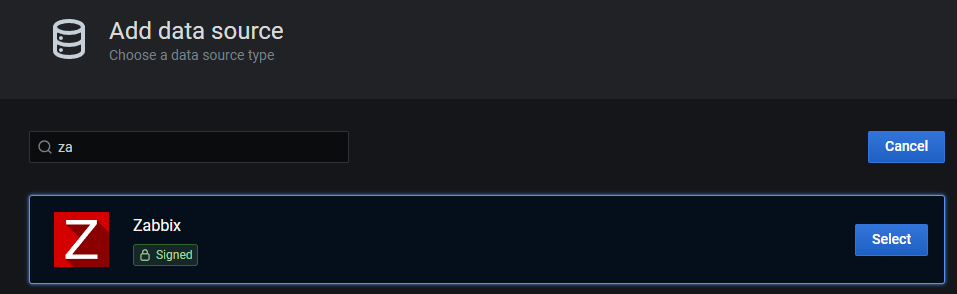 Add data source
Choose a data source type
za
Cancel
Z
Zabbix
Signed
Select